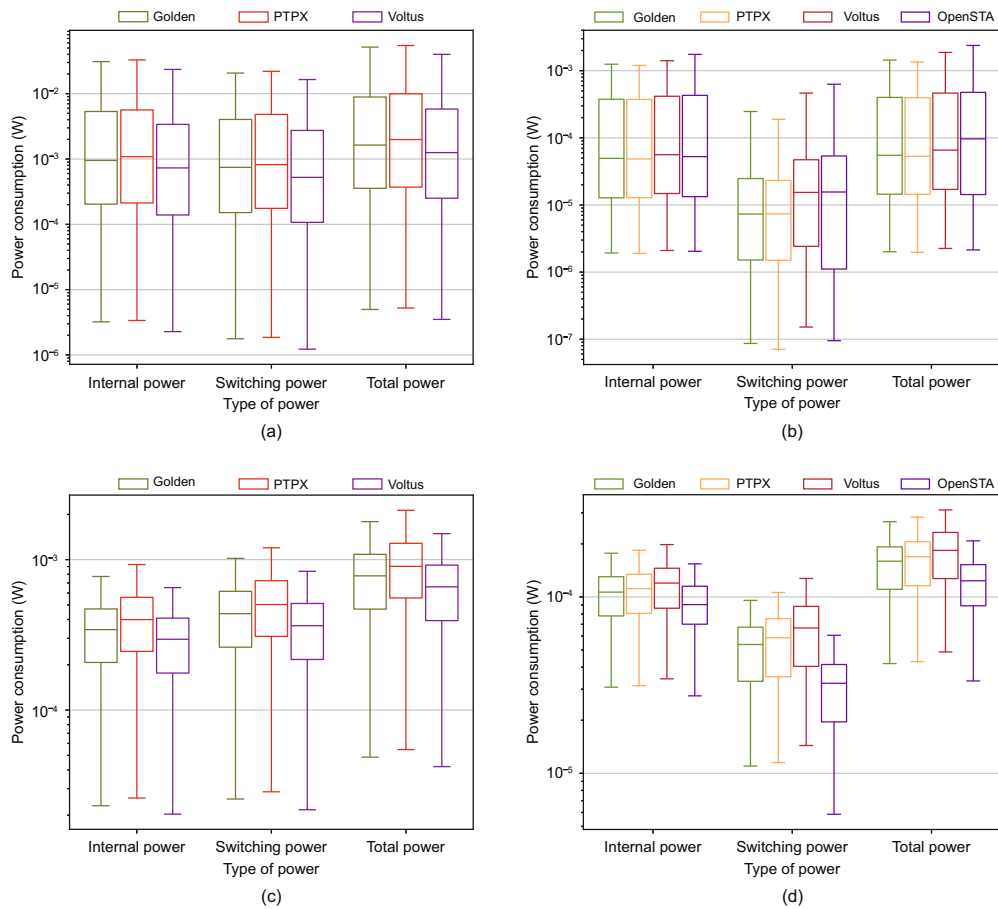 Golden PTPX Voltus
Power consumption (W)
10⁻²
10⁻³
10⁻⁴
10⁻⁵
10⁻⁶
Internal power Switching power Total power
Type of power
(a)
Golden PTPX Voltus OpenSTA
Power consumption (W)
10⁻³
10⁻⁴
10⁻⁵
10⁻⁶
10⁻⁷
Internal power Switching power Total power
Type of power
(b)
Golden PTPX Voltus
Power consumption (W)
10⁻³
10⁻⁴
Internal power Switching power Total power
Type of power
(c)
Golden PTPX Voltus OpenSTA
Power consumption (W)
10⁻⁴
10⁻⁵
Internal power Switching power Total power
Type of power
(d)